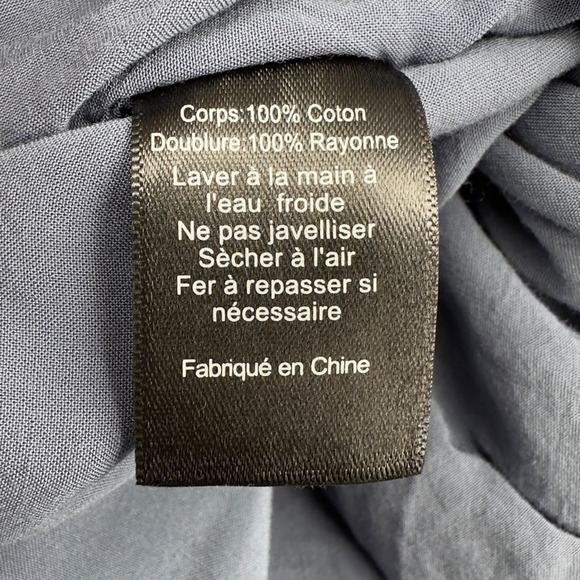 Corps:100% Coton
Doublure:100% Rayonne
Laver à la main à
l'eau froide
Ne pas javelliser
Sècher à l'air
Fer à repasser si
nécessaire
Fabriqué en Chine